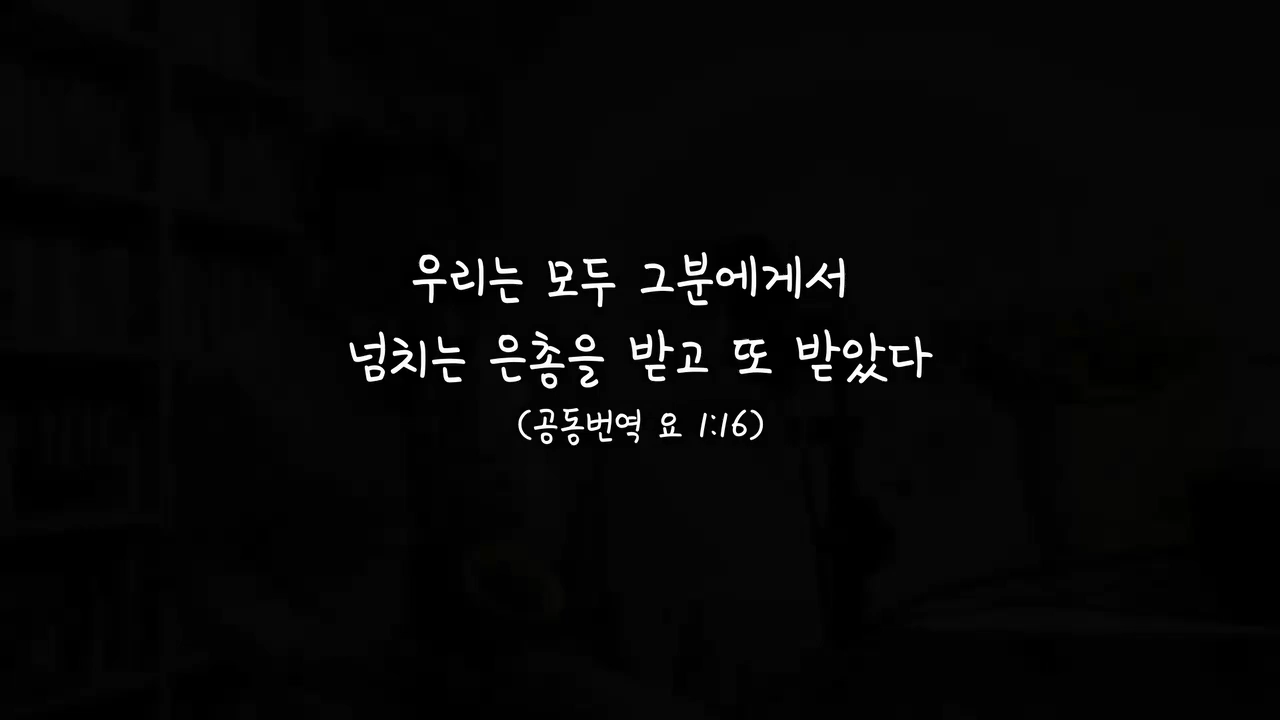 우리는 모두 그분에게서
넘치는 은총을 받고 또 받았다
(공동번역 요 1:16)